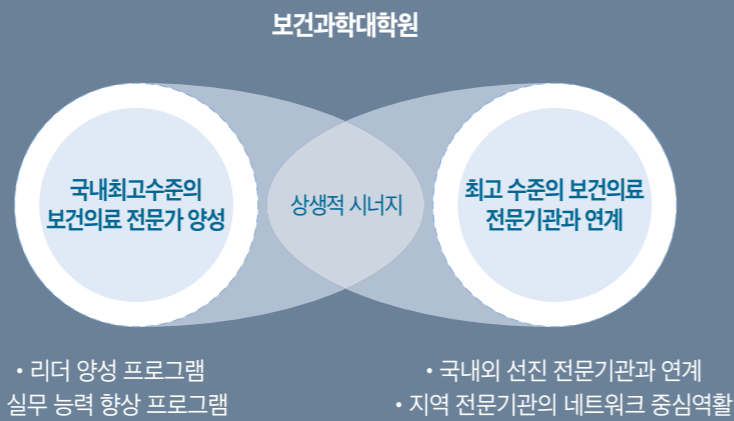 보건과학대학원
국내최고수준의
보건의료 전문가 양성
상생적 시너지
최고 수준의 보건의료
전문기관과 연계
• 리더 양성 프로그램
실무 능력 향상 프로그램
• 국내외 선진 전문기관과 연계
• 지역 전문기관의 네트워크 중심역활